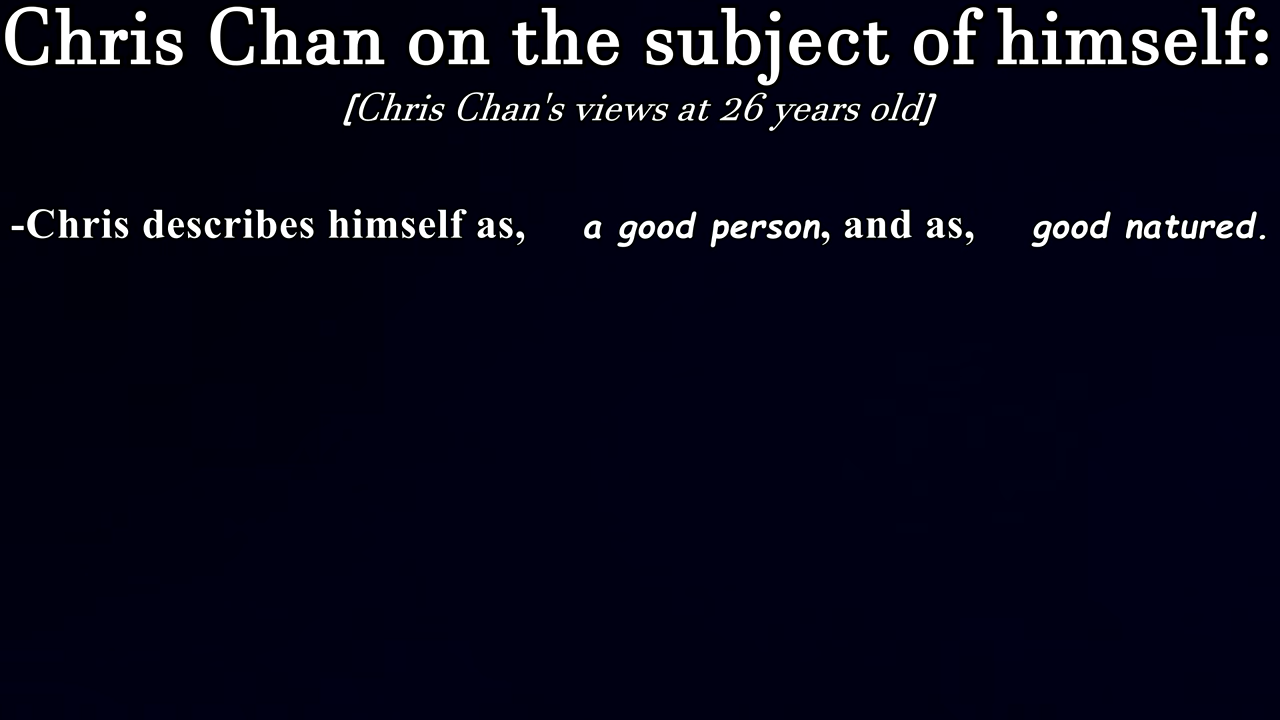 Chris Chan on the subject of himself:
[Chris Chan's views at 26 years old]
-Chris describes himself as, a good person, and as, good natured.